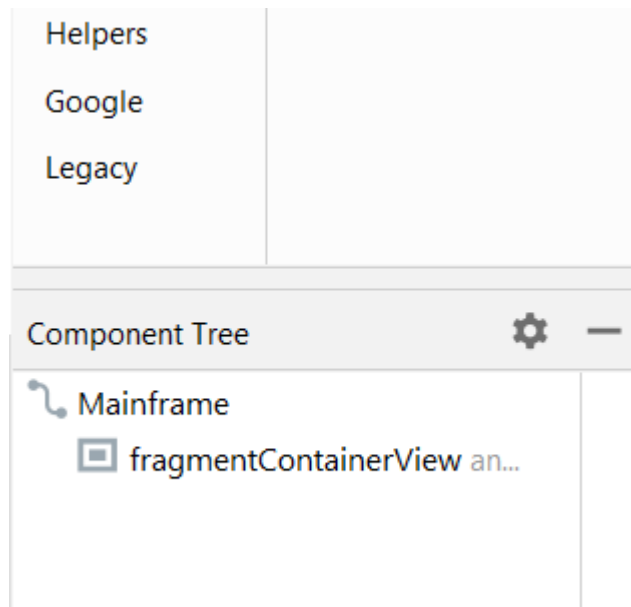 Helpers
Google
Legacy
Component Tree
Mainframe
fragmentContainerView an...